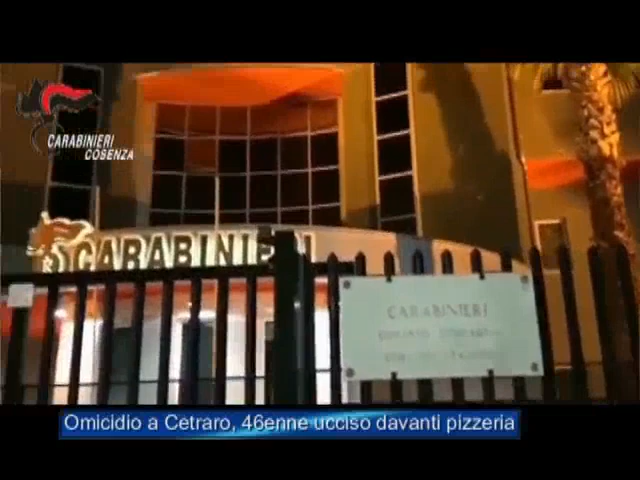 CARABINIERI
COSENZA
CARABINIERI
CARABINIERI
Omicidio a Cetraro, 46enne ucciso davanti pizzeria